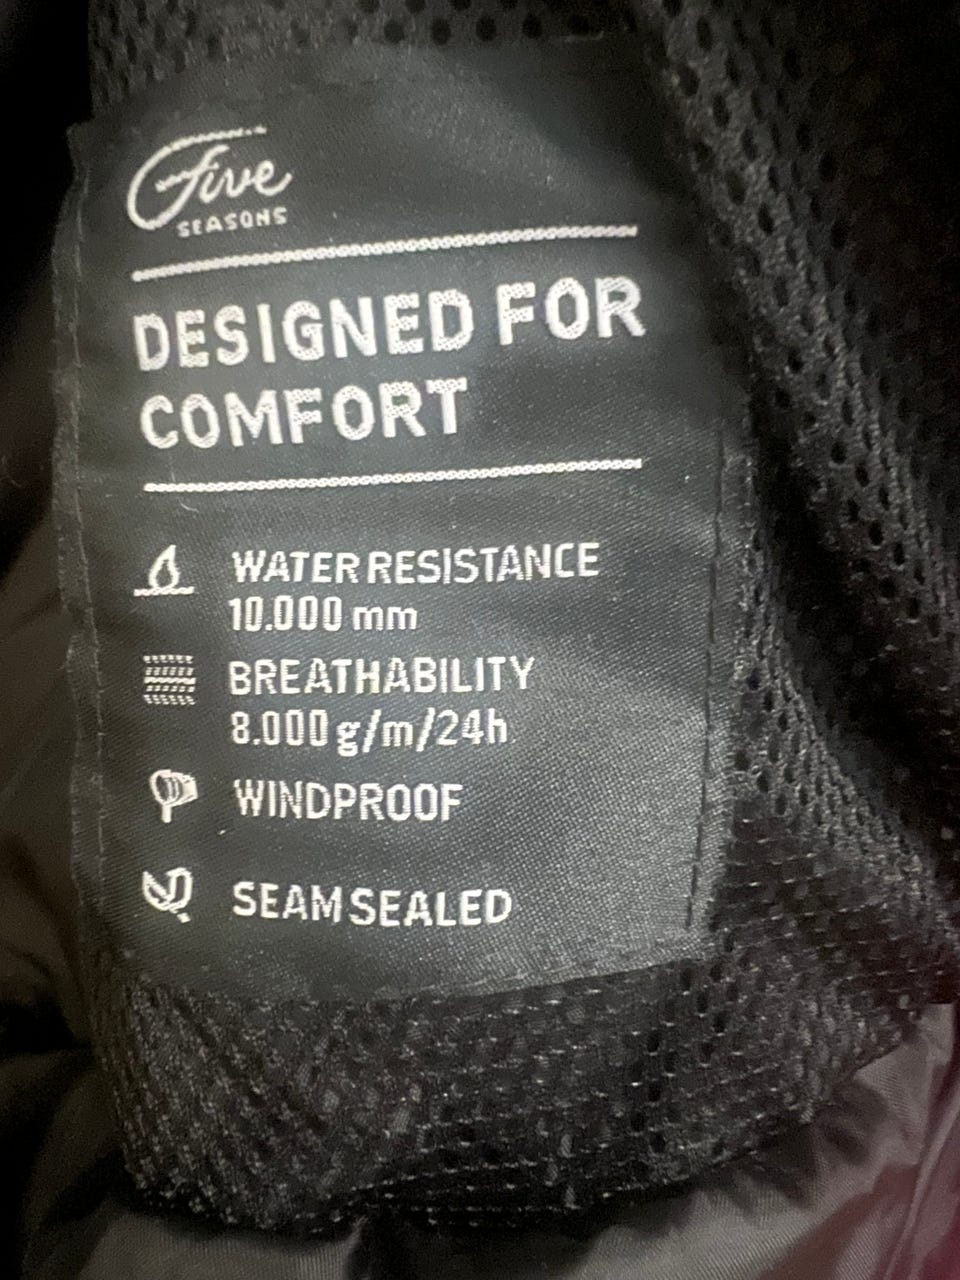 Five
SEASONS
DESIGNED FOR
COMFORT
WATER RESISTANCE
10.000 mm
BREATHABILITY
8.000 g/m/24h
WINDPROOF
SEAM SEALED